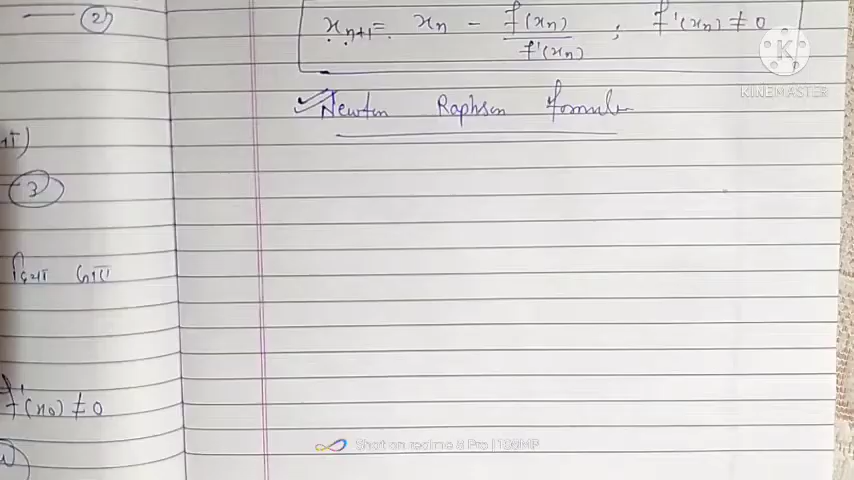 ②
xₙ₊₁ = xₙ - f(xₙ)/f'(xₙ) ; f'(xₙ) ≠ 0
KINEMASTER
Newton Raphson formula
③
f'(x₀) ≠ 0
Shot on realme 8 Pro | 108MP